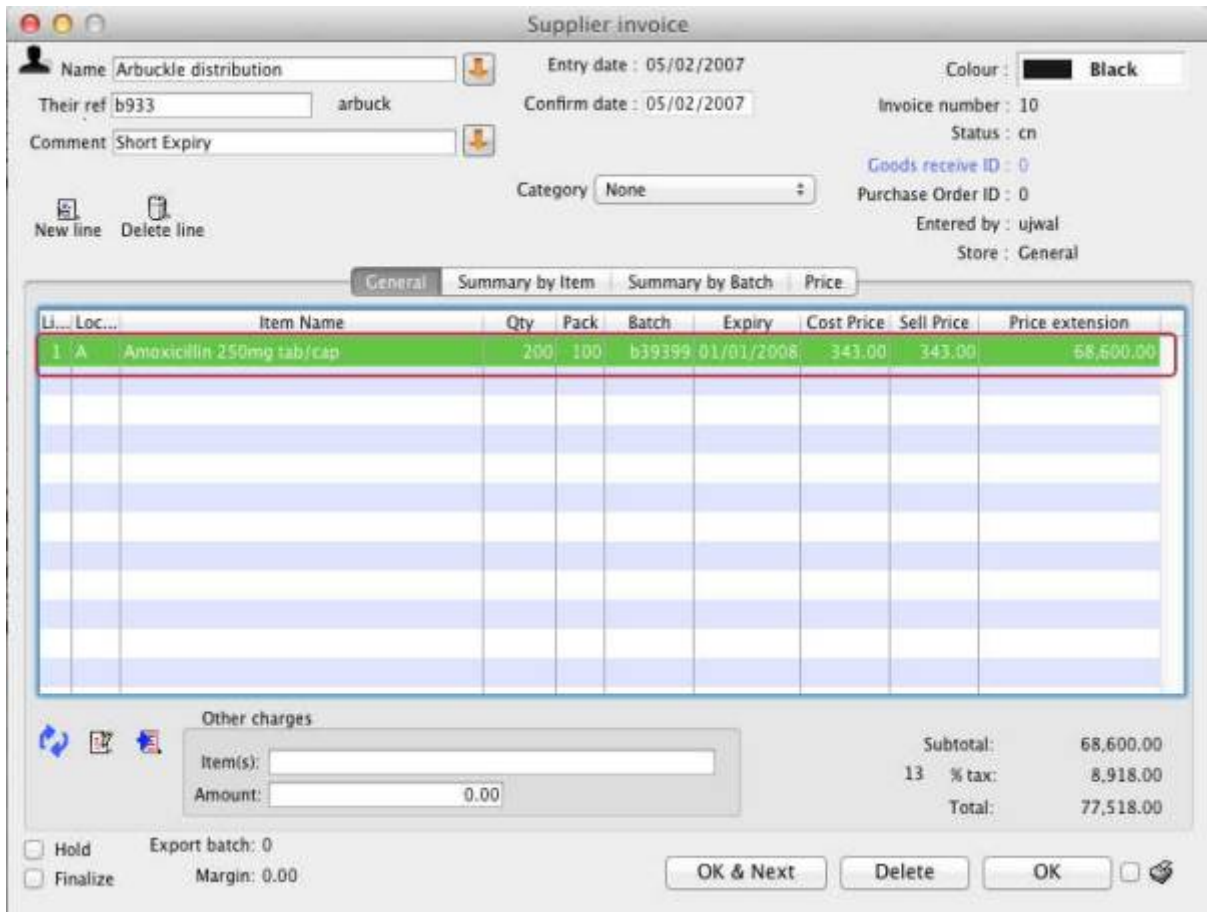 Supplier invoice
Name Arbuckle distribution Entry date : 05/02/2007 Colour : Black
Their ref b933 arbuck Confirm date : 05/02/2007 Invoice number : 10
Comment Short Expiry Status : cn
Goods receive ID : 0
Category None Purchase Order ID : 0
New line Delete line Entered by : ujwal
Store : General
General Summary by Item Summary by Batch Price
Li... Loc... Item Name Qty Pack Batch Expiry Cost Price Sell Price Price extension
1 A Amoxicillin 250mg tab/cap 200 100 b39399 01/01/2008 343.00 343.00 68,600.00
Other charges
Item(s): Subtotal: 68,600.00
13 % tax: 8,918.00
Amount: 0.00 Total: 77,518.00
Hold Export batch: 0
Finalize Margin: 0.00 OK & Next Delete OK